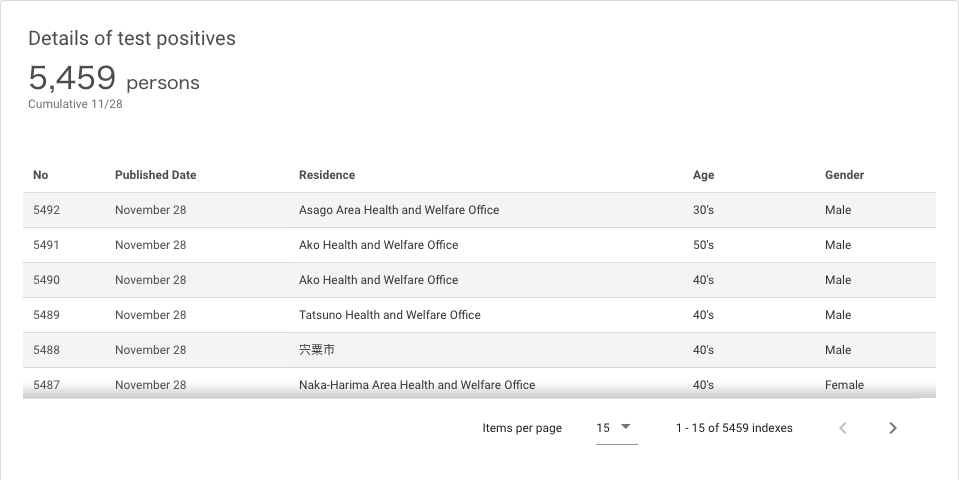 Details of test positives
5,459 persons
Cumulative 11/28
No Published Date Residence Age Gender
5492 November 28 Asago Area Health and Welfare Office 30's Male
5491 November 28 Ako Health and Welfare Office 50's Male
5490 November 28 Ako Health and Welfare Office 40's Male
5489 November 28 Tatsuno Health and Welfare Office 40's Male
5488 November 28 宍粟市 40's Male
5487 November 28 Naka-Harima Area Health and Welfare Office 40's Female
Items per page 15 1 - 15 of 5459 indexes